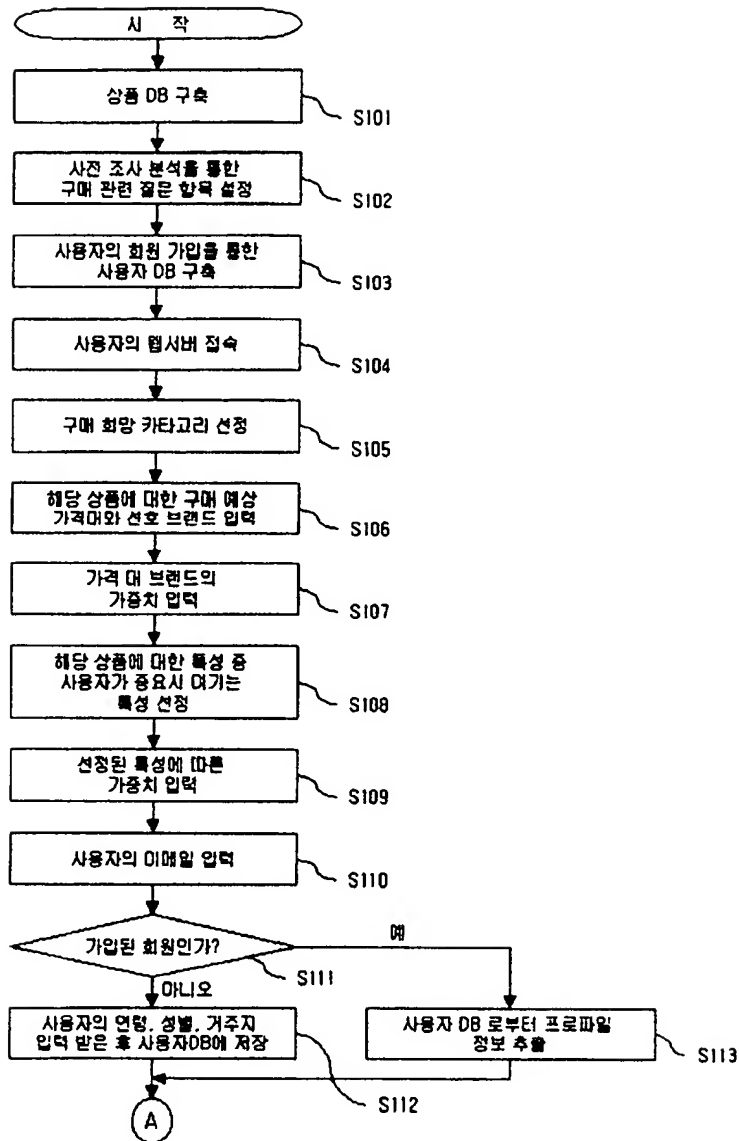 시 작
상품 DB 구축
S101
사전 조사 분석을 통한
구매 관련 질문 항목 설정
S102
사용자의 회원 가입을 통한
사용자 DB 구축
S103
사용자의 웹서버 접속
S104
구매 희망 카타고리 선정
S105
해당 상품에 대한 구매 예상
가격대와 선호 브랜드 입력
S106
가격 대 브랜드의
가중치 입력
S107
해당 상품에 대한 특성 중
사용자가 중요시 여기는
특성 선정
S108
선정된 특성에 따른
가중치 입력
S109
사용자의 이메일 입력
S110
가입된 회원인가?
예
S111
아니오
사용자의 연령, 성별, 거주지
입력 받은 후 사용자DB에 저장
S112
사용자 DB 로부터 프로파일
정보 추출
S113
A